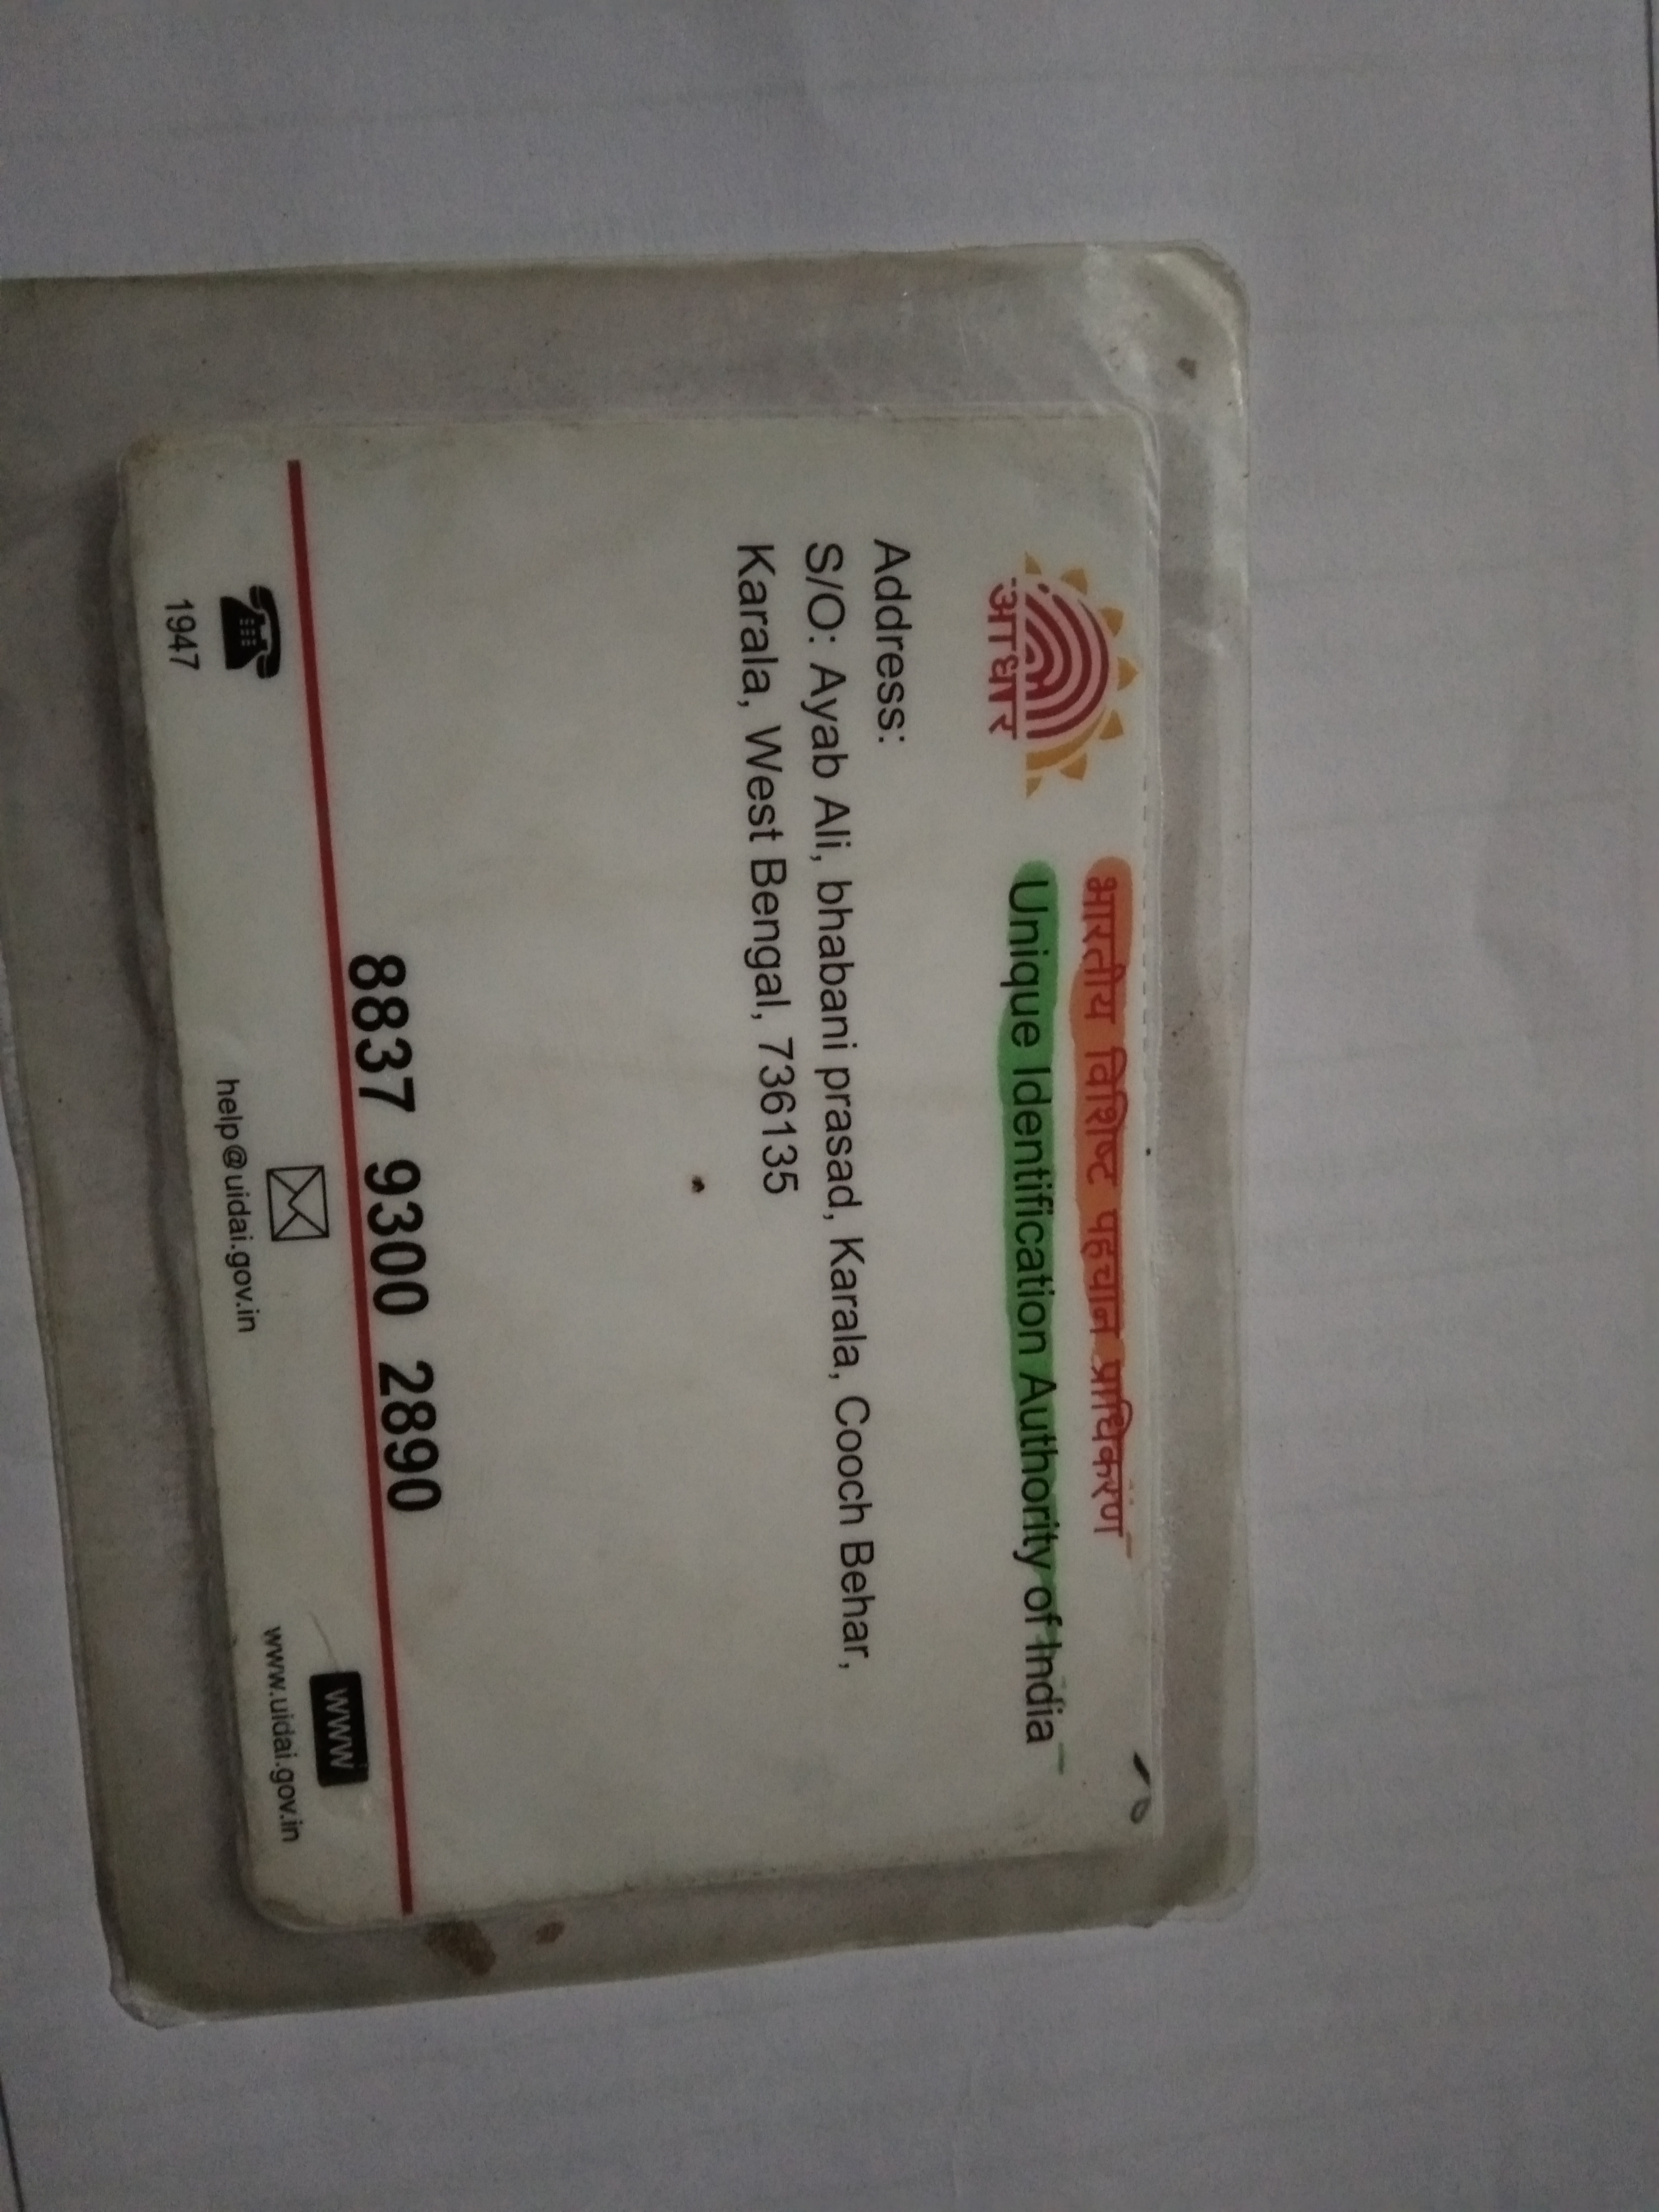 भारतीय विशिष्ट पहचान प्राधिकरण
Unique Identification Authority of India
आधार
Address:
S/O: Ayab Ali, bhabani prasad, Karala, Cooch Behar,
Karala, West Bengal, 736135
8837 9300 2890
1947
help@uidai.gov.in
www
www.uidai.gov.in